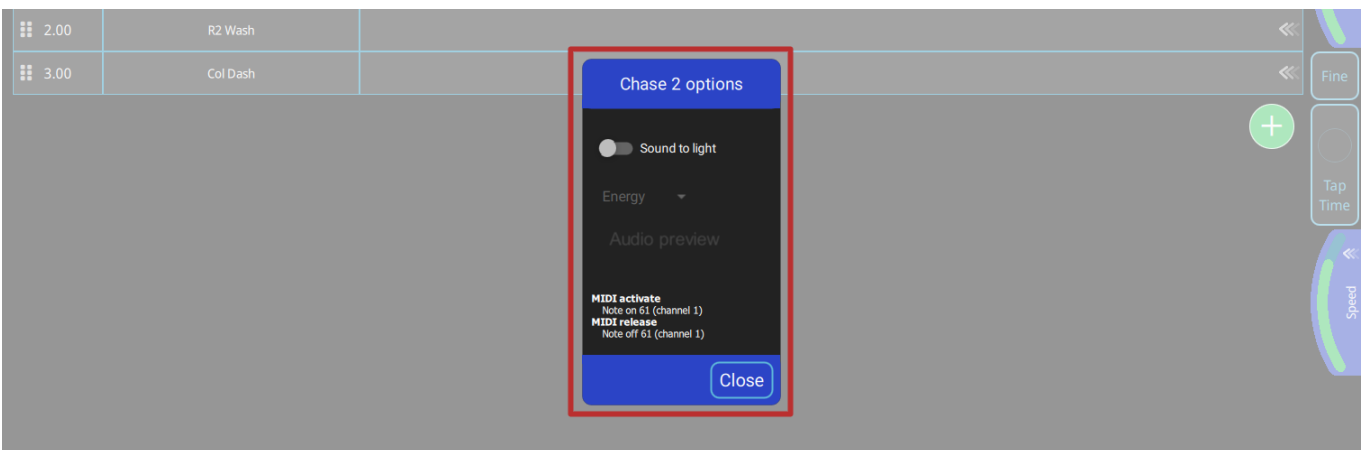 2.00 R2 Wash
3.00 Col Dash
Fine
Chase 2 options
Sound to light
Energy
Audio preview
MIDI activate
Note on 61 (channel 1)
MIDI release
Note off 61 (channel 1)
Close
Tap
Time
Speed